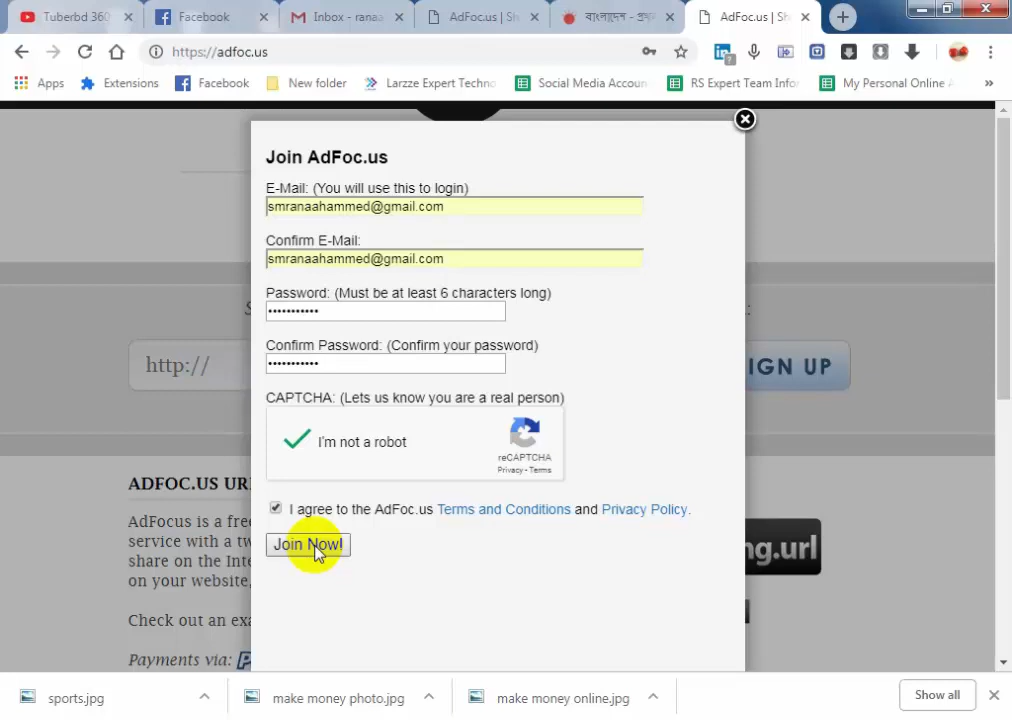 Tuberbd 360
Facebook
Inbox - ranaa
AdFoc.us | Sh
বাংলাদেশ - প্রথ
AdFoc.us | Sh
https://adfoc.us
Apps
Extensions
Facebook
New folder
Larzze Expert Techno
Social Media Accoun
RS Expert Team Info
My Personal Online A
Join AdFoc.us
E-Mail: (You will use this to login)
smranaahammed@gmail.com
Confirm E-Mail:
smranaahammed@gmail.com
Password: (Must be at least 6 characters long)
Confirm Password: (Confirm your password)
http://
IGN UP
CAPTCHA: (Lets us know you are a real person)
I'm not a robot
reCAPTCHA
Privacy - Terms
ADFOC.US UR
I agree to the AdFoc.us Terms and Conditions and Privacy Policy.
AdFocus is a fre
service with a tw
share on the Inte
on your website,
Join Now!
ng.url
Check out an exa
Payments via: P
sports.jpg
make money photo.jpg
make money online.jpg
Show all